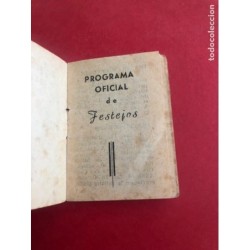 PROGRAMA
OFICIAL
de
Festejos
todocoleccion